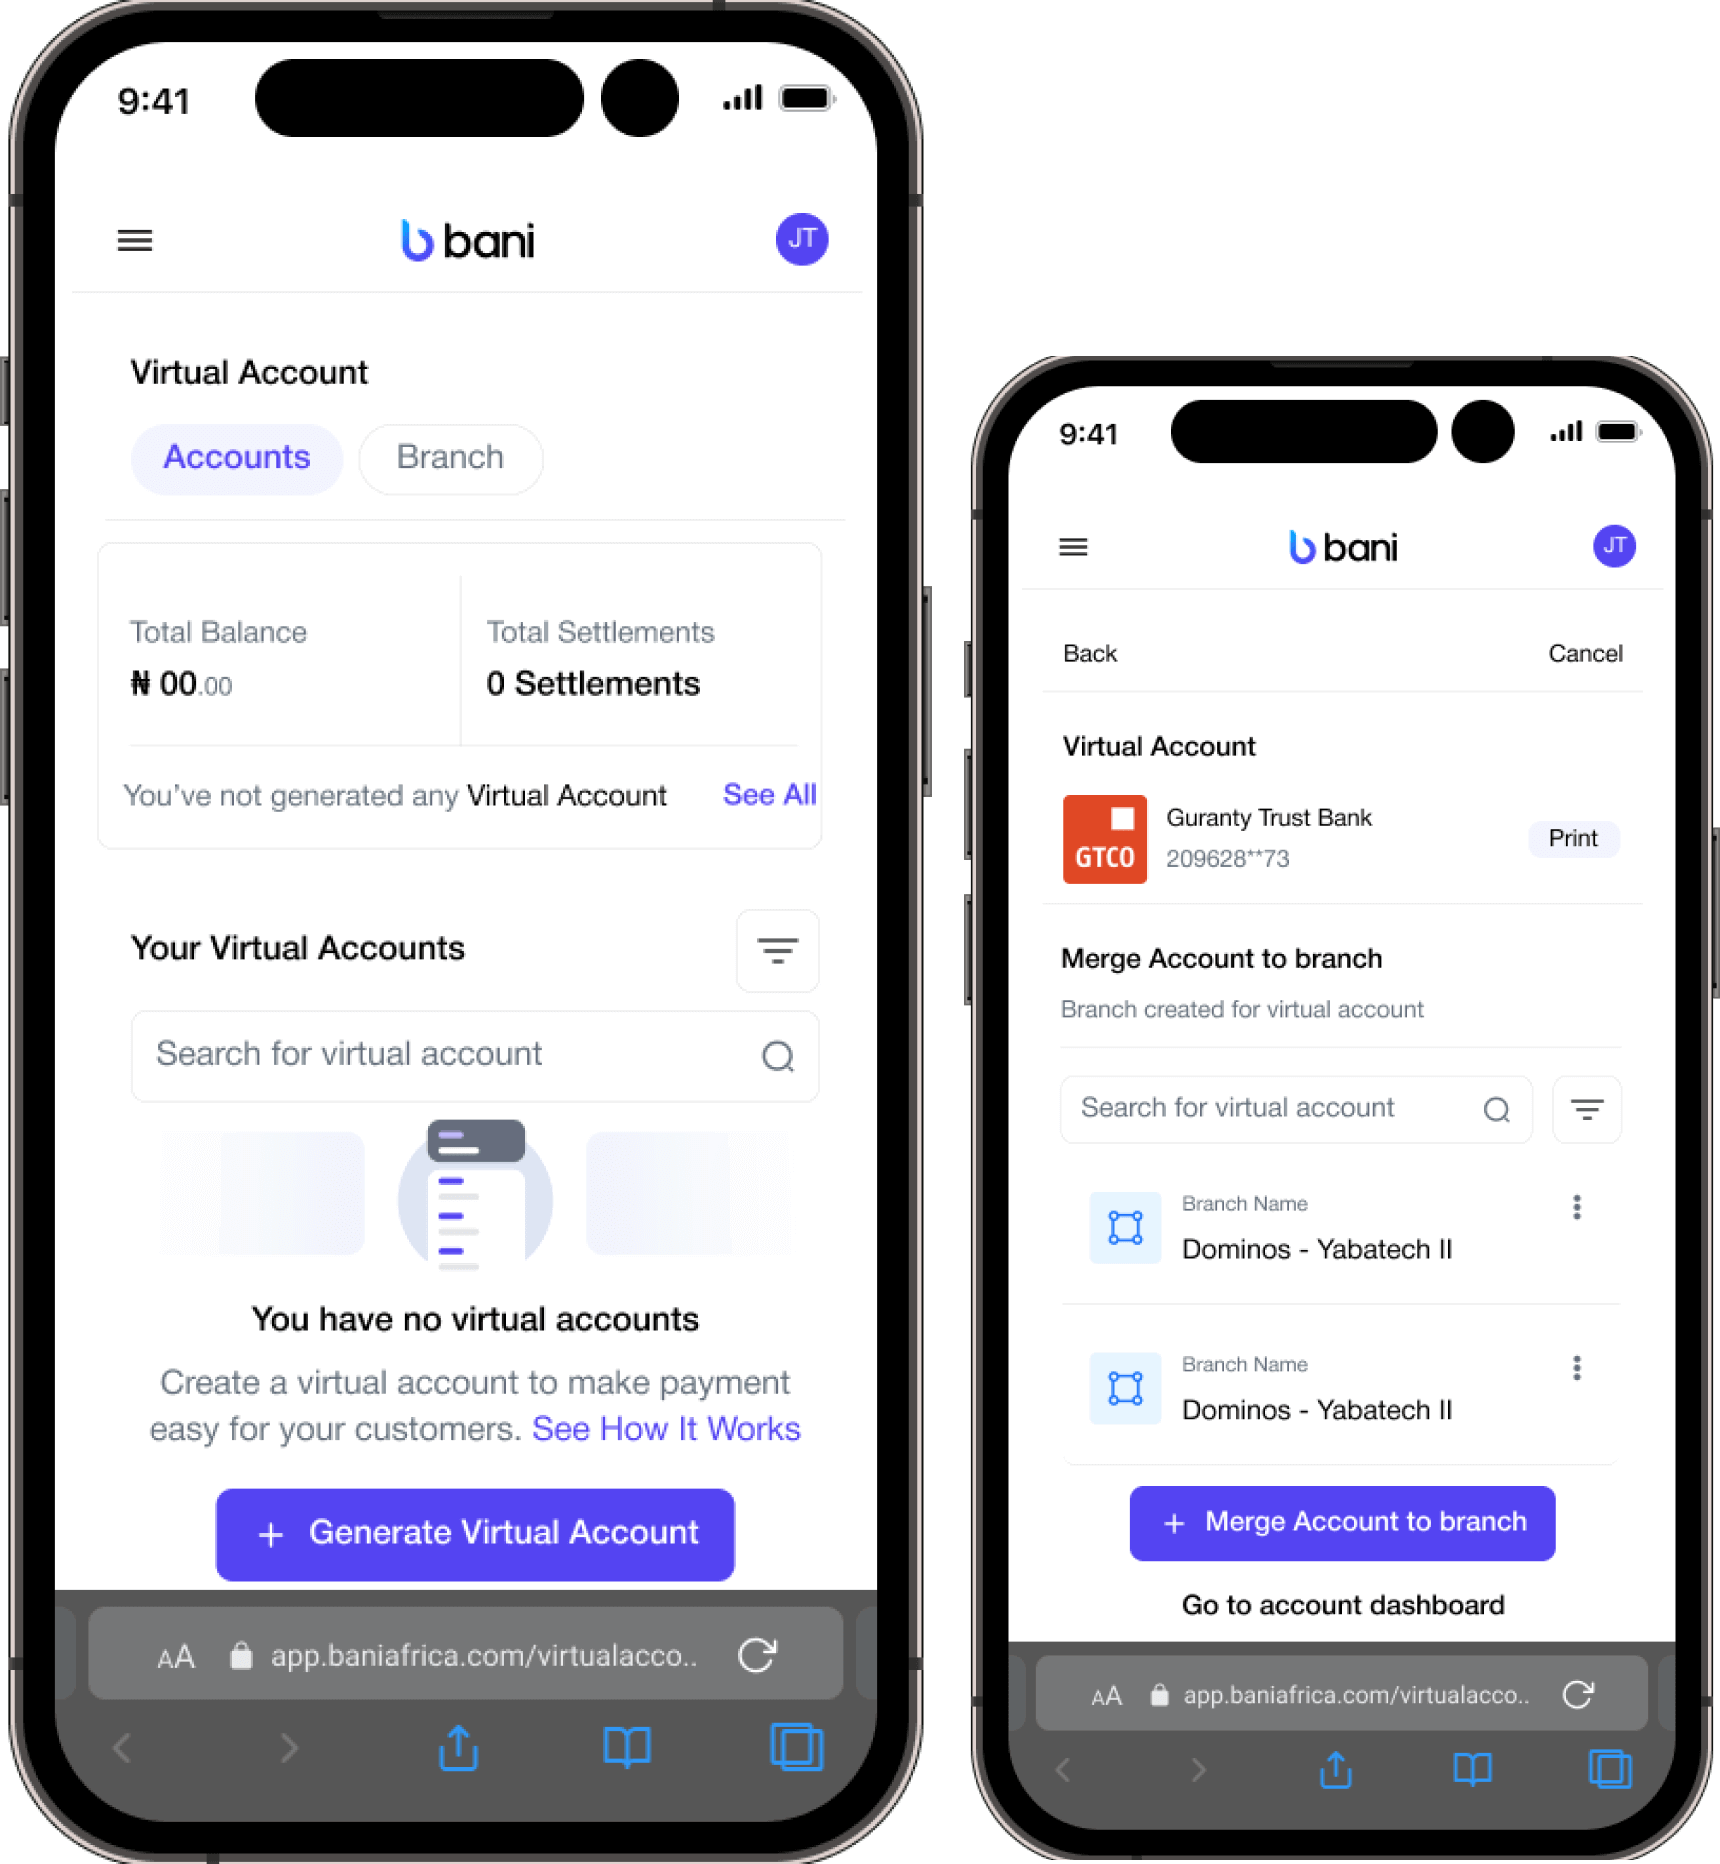 9:41
bani
JT
Virtual Account
Accounts
Branch
Total Balance
₦ 00.00
Total Settlements
0 Settlements
You've not generated any Virtual Account
See All
Your Virtual Accounts
Search for virtual account
You have no virtual accounts
Create a virtual account to make payment
easy for your customers. See How It Works
+ Generate Virtual Account
AA
app.baniafrica.com/virtualacco..
9:41
bani
JT
Back
Cancel
Virtual Account
GTCO
Guranty Trust Bank
209628**73
Print
Merge Account to branch
Branch created for virtual account
Search for virtual account
Branch Name
Dominos - Yabatech II
Branch Name
Dominos - Yabatech II
+ Merge Account to branch
Go to account dashboard
AA
app.baniafrica.com/virtualacco..